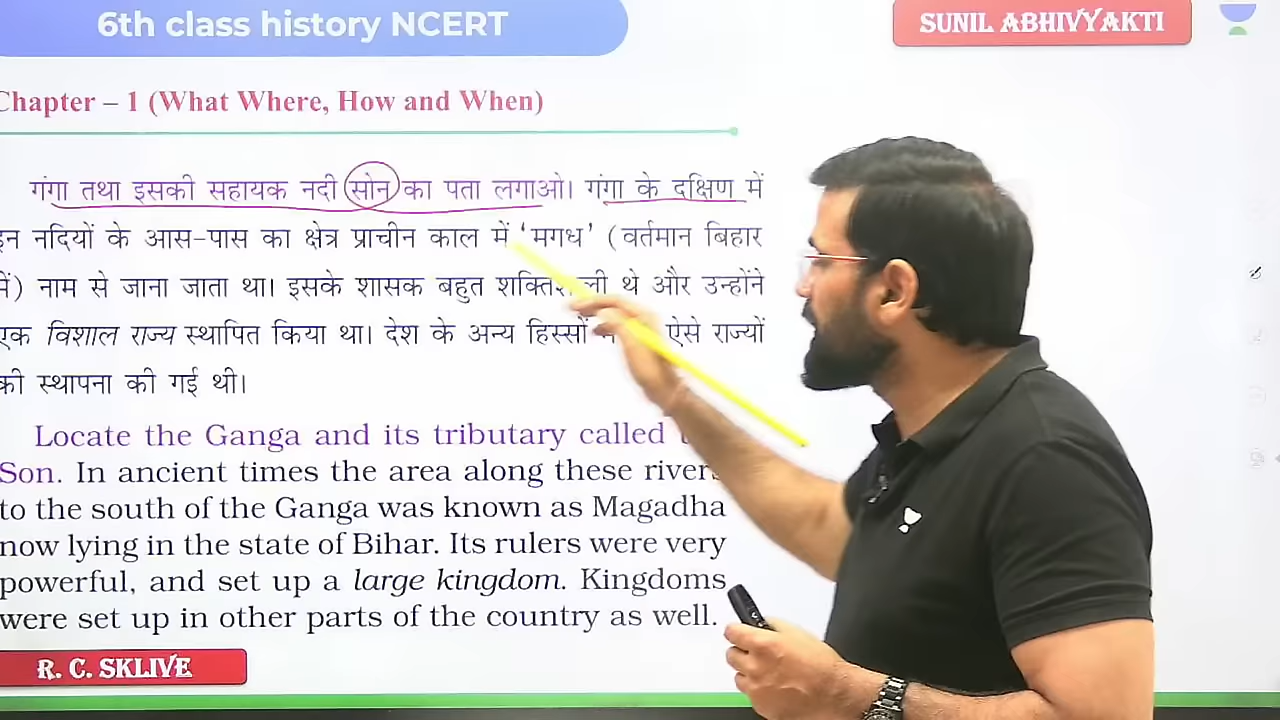 6th class history NCERT
SUNIL ABHIVYAKTI
Chapter – 1 (What Where, How and When)
गंगा तथा इसकी सहायक नदी सोन का पता लगाओ। गंगा के दक्षिण में
इन नदियों के आस-पास का क्षेत्र प्राचीन काल में ‘मगध’ (वर्तमान बिहार
में) नाम से जाना जाता था। इसके शासक बहुत थे और उन्होंने
एक विशाल राज्य स्थापित किया था। देश के अन्य हिस्सों ऐसे राज्यों
की स्थापना की गई थी।
Locate the Ganga and its tributary called
Son. In ancient times the area along these rivers
to the south of the Ganga was known as Magadha
now lying in the state of Bihar. Its rulers were very
powerful, and set up a large kingdom. Kingdoms
were set up in other parts of the country as well.
R. C. SKLIVE